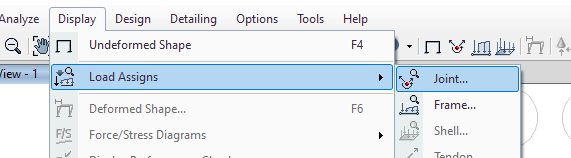 Analyze Display Design Detailing Options Tools Help
Undeformed Shape F4
View - 1
Load Assigns
Joint...
Deformed Shape... F6
Frame...
F/S Force/Stress Diagrams
Shell...
Tendon